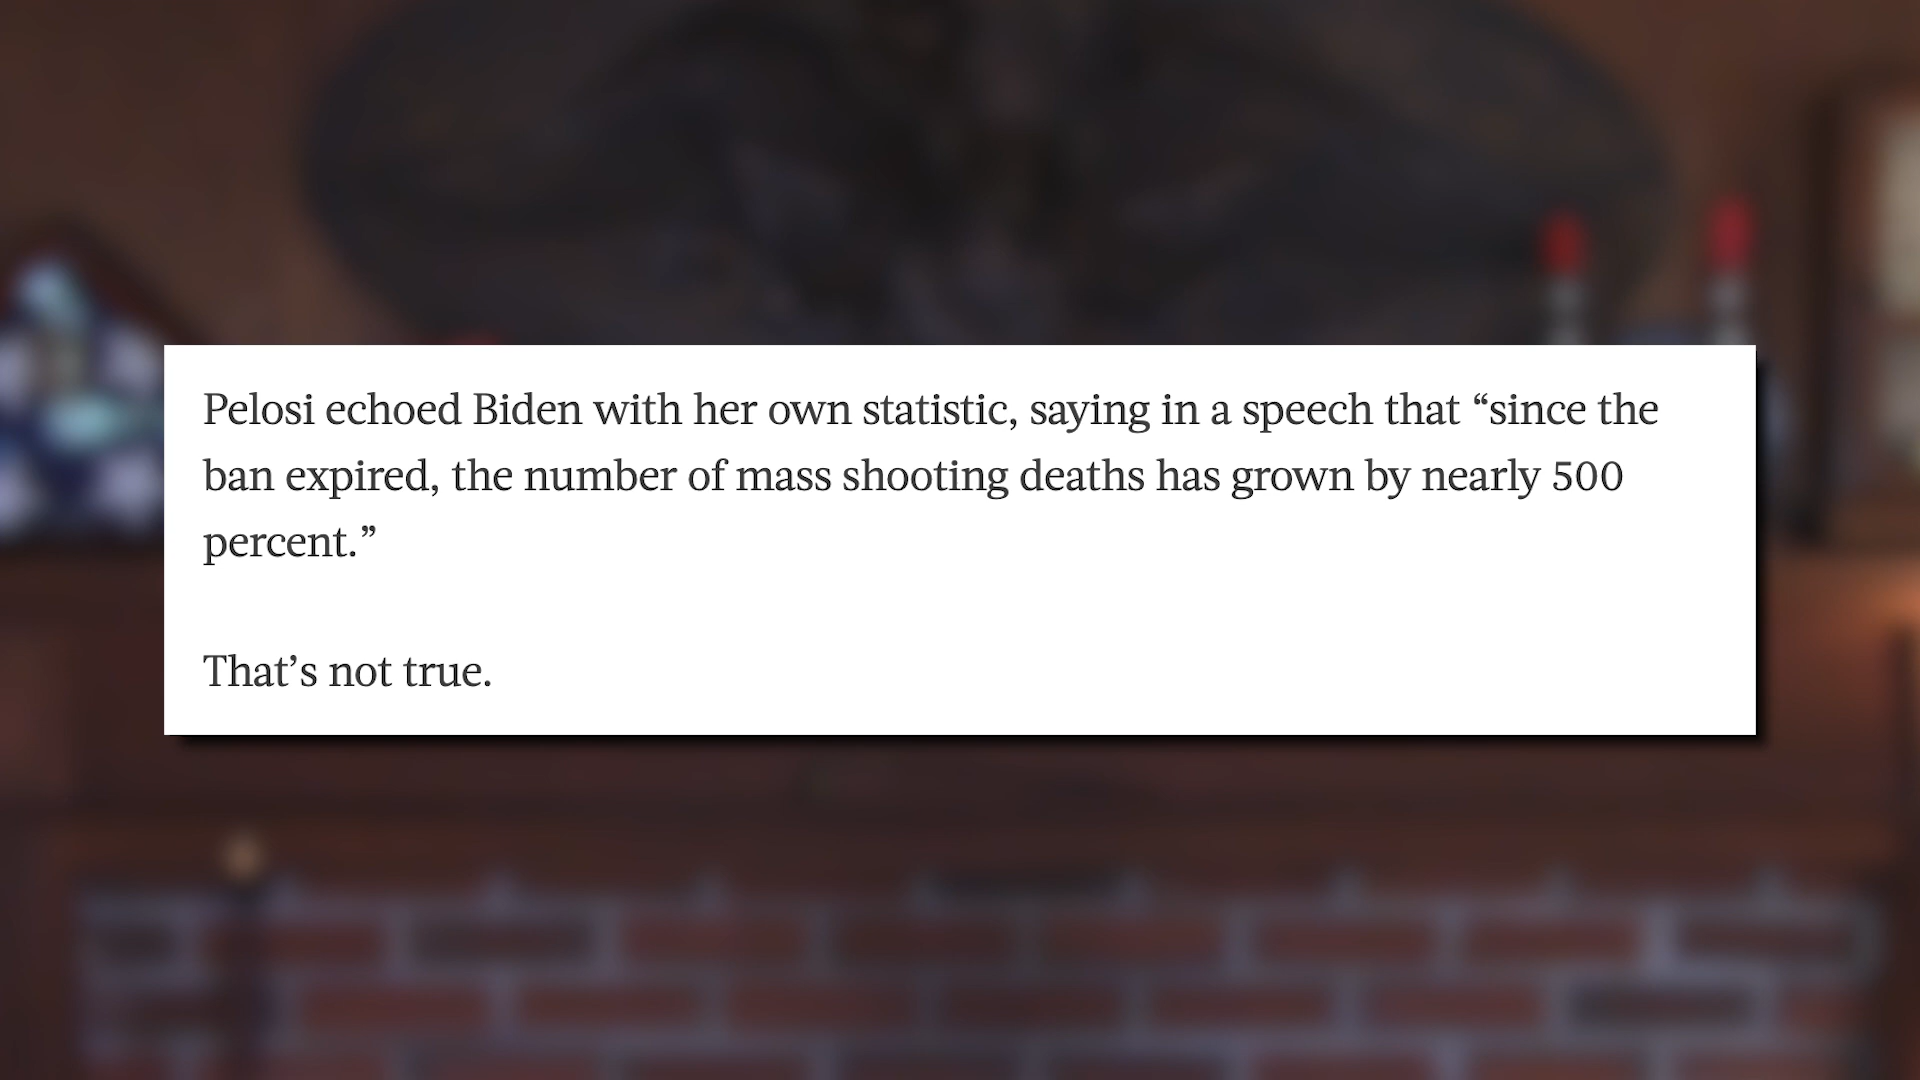 Pelosi echoed Biden with her own statistic, saying in a speech that “since the
ban expired, the number of mass shooting deaths has grown by nearly 500
percent.”
That’s not true.